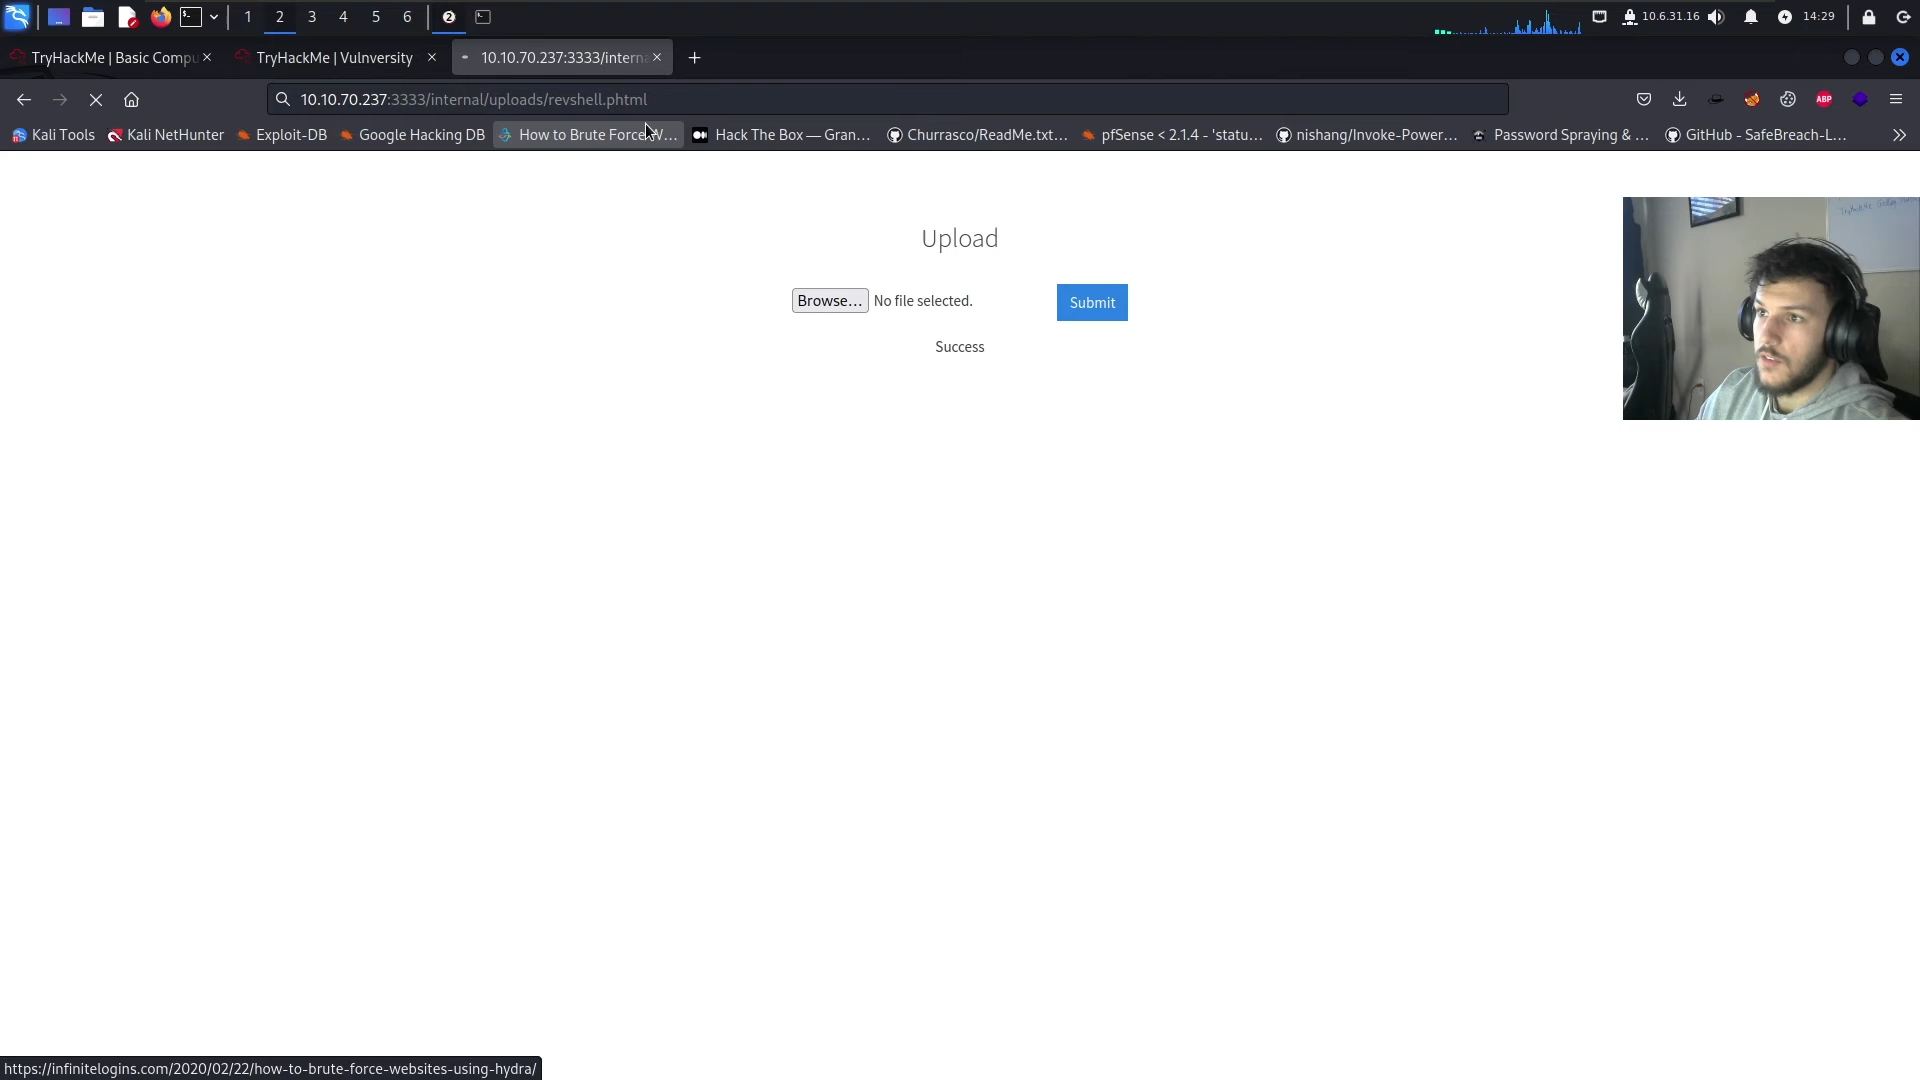 1 2 3 4 5 6 2 10.6.31.16 14:29
TryHackMe | Basic Compu TryHackMe | Vulnversity 10.10.70.237:3333/intern
10.10.70.237:3333/internal/uploads/revshell.phtml ABP
Kali Tools Kali NetHunter Exploit-DB Google Hacking DB How to Brute Force W... Hack The Box — Gran... Churrasco/ReadMe.txt... pfSense < 2.1.4 - 'statu... nishang/Invoke-Power... Password Spraying & ... GitHub - SafeBreach-L...
Upload
Browse... No file selected. Submit
Success
https://infinitelogins.com/2020/02/22/how-to-brute-force-websites-using-hydra/